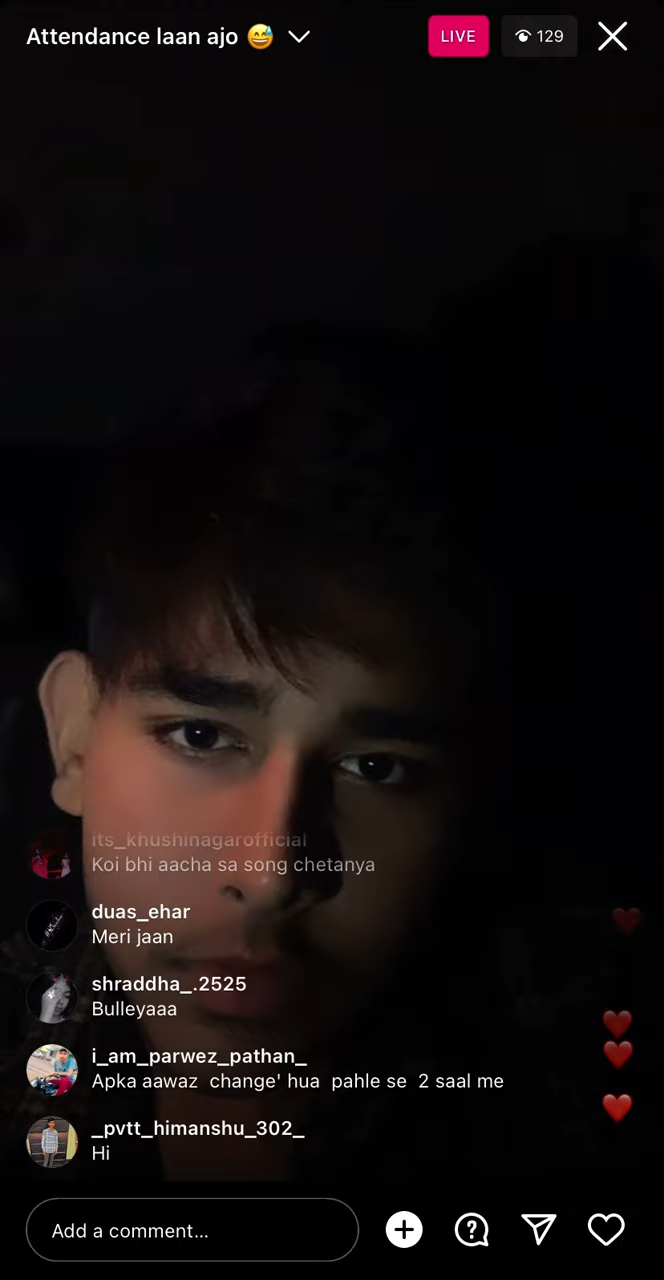 Attendance laan ajo 😅
LIVE
129
its_khushinagarofficial
Koi bhi aacha sa song chetanya
duas_ehar
Meri jaan
shraddha_.2525
Bulleyaaa
i_am_parwez_pathan_
Apka aawaz  change' hua  pahle se  2 saal me
_pvtt_himanshu_302_
Hi
Add a comment...